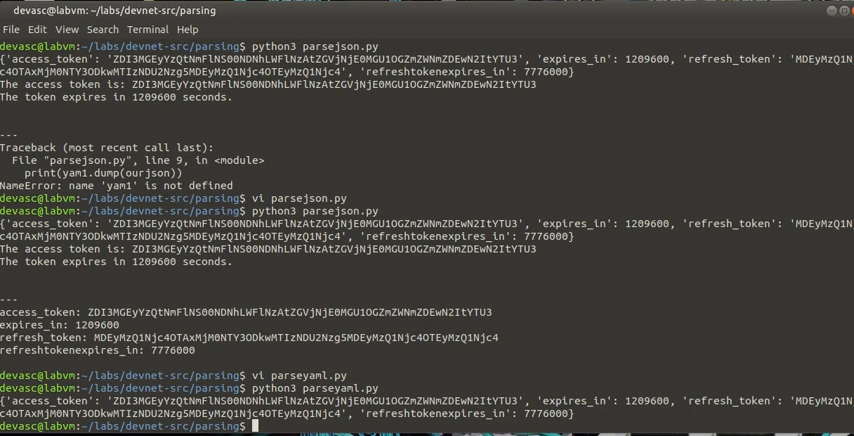 devasc@labvm: ~/labs/devnet-src/parsing
File Edit View Search Terminal Help
devasc@labvm:~/labs/devnet-src/parsing$ python3 parsejson.py
{'access_token': 'ZDI3MGEyYzQtNmFlNS00NDNhLWFlNzAtZGVjNjE0MGU1OGZmZWNmZDEwN2ItYTU3', 'expires_in': 1209600, 'refresh_token': 'MDEyMzQ1N
jc4OTAxMjM0NTY3ODkwMTIzNDU2Nzg5MDEyMzQ1Njc4OTEyMzQ1Njc4', 'refreshtokenexpires_in': 7776000}
The access token is: ZDI3MGEyYzQtNmFlNS00NDNhLWFlNzAtZGVjNjE0MGU1OGZmZWNmZDEwN2ItYTU3
The token expires in 1209600 seconds.
---
Traceback (most recent call last):
File "parsejson.py", line 9, in <module>
print(yam1.dump(ourjson))
NameError: name 'yam1' is not defined
devasc@labvm:~/labs/devnet-src/parsing$ vi parsejson.py
devasc@labvm:~/labs/devnet-src/parsing$ python3 parsejson.py
{'access_token': 'ZDI3MGEyYzQtNmFlNS00NDNhLWFlNzAtZGVjNjE0MGU1OGZmZWNmZDEwN2ItYTU3', 'expires_in': 1209600, 'refresh_token': 'MDEyMzQ1N
jc4OTAxMjM0NTY3ODkwMTIzNDU2Nzg5MDEyMzQ1Njc4OTEyMzQ1Njc4', 'refreshtokenexpires_in': 7776000}
The access token is: ZDI3MGEyYzQtNmFlNS00NDNhLWFlNzAtZGVjNjE0MGU1OGZmZWNmZDEwN2ItYTU3
The token expires in 1209600 seconds.
---
access_token: ZDI3MGEyYzQtNmFlNS00NDNhLWFlNzAtZGVjNjE0MGU1OGZmZWNmZDEwN2ItYTU3
expires_in: 1209600
refresh_token: MDEyMzQ1Njc4OTAxMjM0NTY3ODkwMTIzNDU2Nzg5MDEyMzQ1Njc4OTEyMzQ1Njc4
refreshtokenexpires_in: 7776000
devasc@labvm:~/labs/devnet-src/parsing$ vi parseyaml.py
devasc@labvm:~/labs/devnet-src/parsing$ python3 parseyaml.py
{'access_token': 'ZDI3MGEyYzQtNmFlNS00NDNhLWFlNzAtZGVjNjE0MGU1OGZmZWNmZDEwN2ItYTU3', 'expires_in': 1209600, 'refresh_token': 'MDEyMzQ1N
jc4OTAxMjM0NTY3ODkwMTIzNDU2Nzg5MDEyMzQ1Njc4OTEyMzQ1Njc4', 'refreshtokenexpires_in': 7776000}
devasc@labvm:~/labs/devnet-src/parsing$